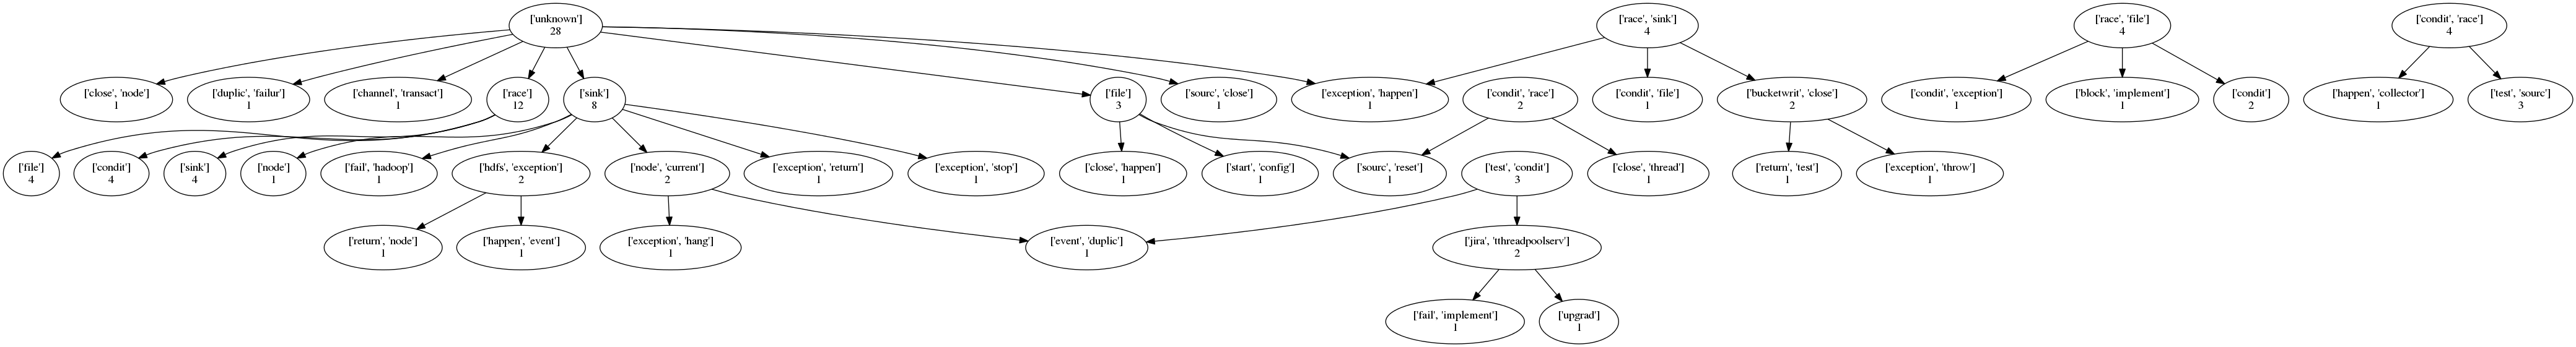 ['unknown']
28
['race', 'sink']
4
['race', 'file']
4
['condit', 'race']
4
['close', 'node']
1
['duplic', 'failur']
1
['channel', 'transact']
1
['race']
12
['sink']
8
['file']
3
['sourc', 'close']
1
['exception', 'happen']
1
['condit', 'race']
2
['condit', 'file']
1
['bucketwrit', 'close']
2
['condit', 'exception']
1
['block', 'implement']
1
['condit']
2
['happen', 'collector']
1
['test', 'sourc']
3
['file']
4
['condit']
4
['sink']
4
['node']
1
['fail', 'hadoop']
1
['hdfs', 'exception']
2
['node', 'current']
2
['exception', 'return']
1
['exception', 'stop']
1
['close', 'happen']
1
['start', 'config']
1
['sourc', 'reset']
1
['test', 'condit']
3
['close', 'thread']
1
['return', 'test']
1
['exception', 'throw']
1
['return', 'node']
1
['happen', 'event']
1
['exception', 'hang']
1
['event', 'duplic']
1
['jira', 'tthreadpoolserv']
2
['fail', 'implement']
1
['upgrad']
1